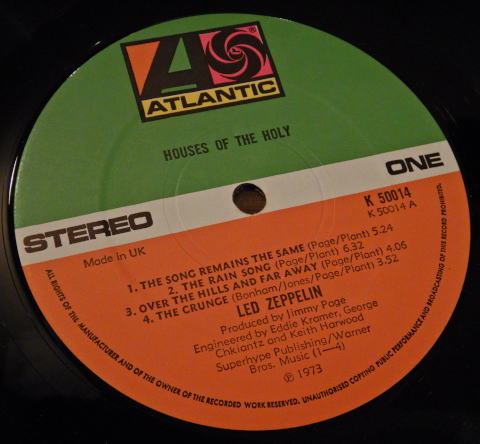 ATLANTIC
HOUSES OF THE HOLY
STEREO
ONE
Made in UK
K 50014
K 50014 A
1. THE SONG REMAINS THE SAME (Page/Plant) 5.24
2. THE RAIN SONG (Page/Plant) 6.32
3. OVER THE HILLS AND FAR AWAY (Page/Plant) 4.06
4. THE CRUNGE (Bonham/Jones/Page/Plant) 3.52
LED ZEPPELIN
Produced by Jimmy Page
Engineered by Eddie Kramer, George
Chkiantz and Keith Harwood
Superhype Publishing/Warner
Bros. Music (1–4)
℗ 1973
ALL RIGHTS OF THE MANUFACTURER AND OF THE OWNER OF THE RECORDED WORK RESERVED. UNAUTHORISED COPYING PUBLIC PERFORMANCE AND BROADCASTING OF THIS RECORD PROHIBITED.